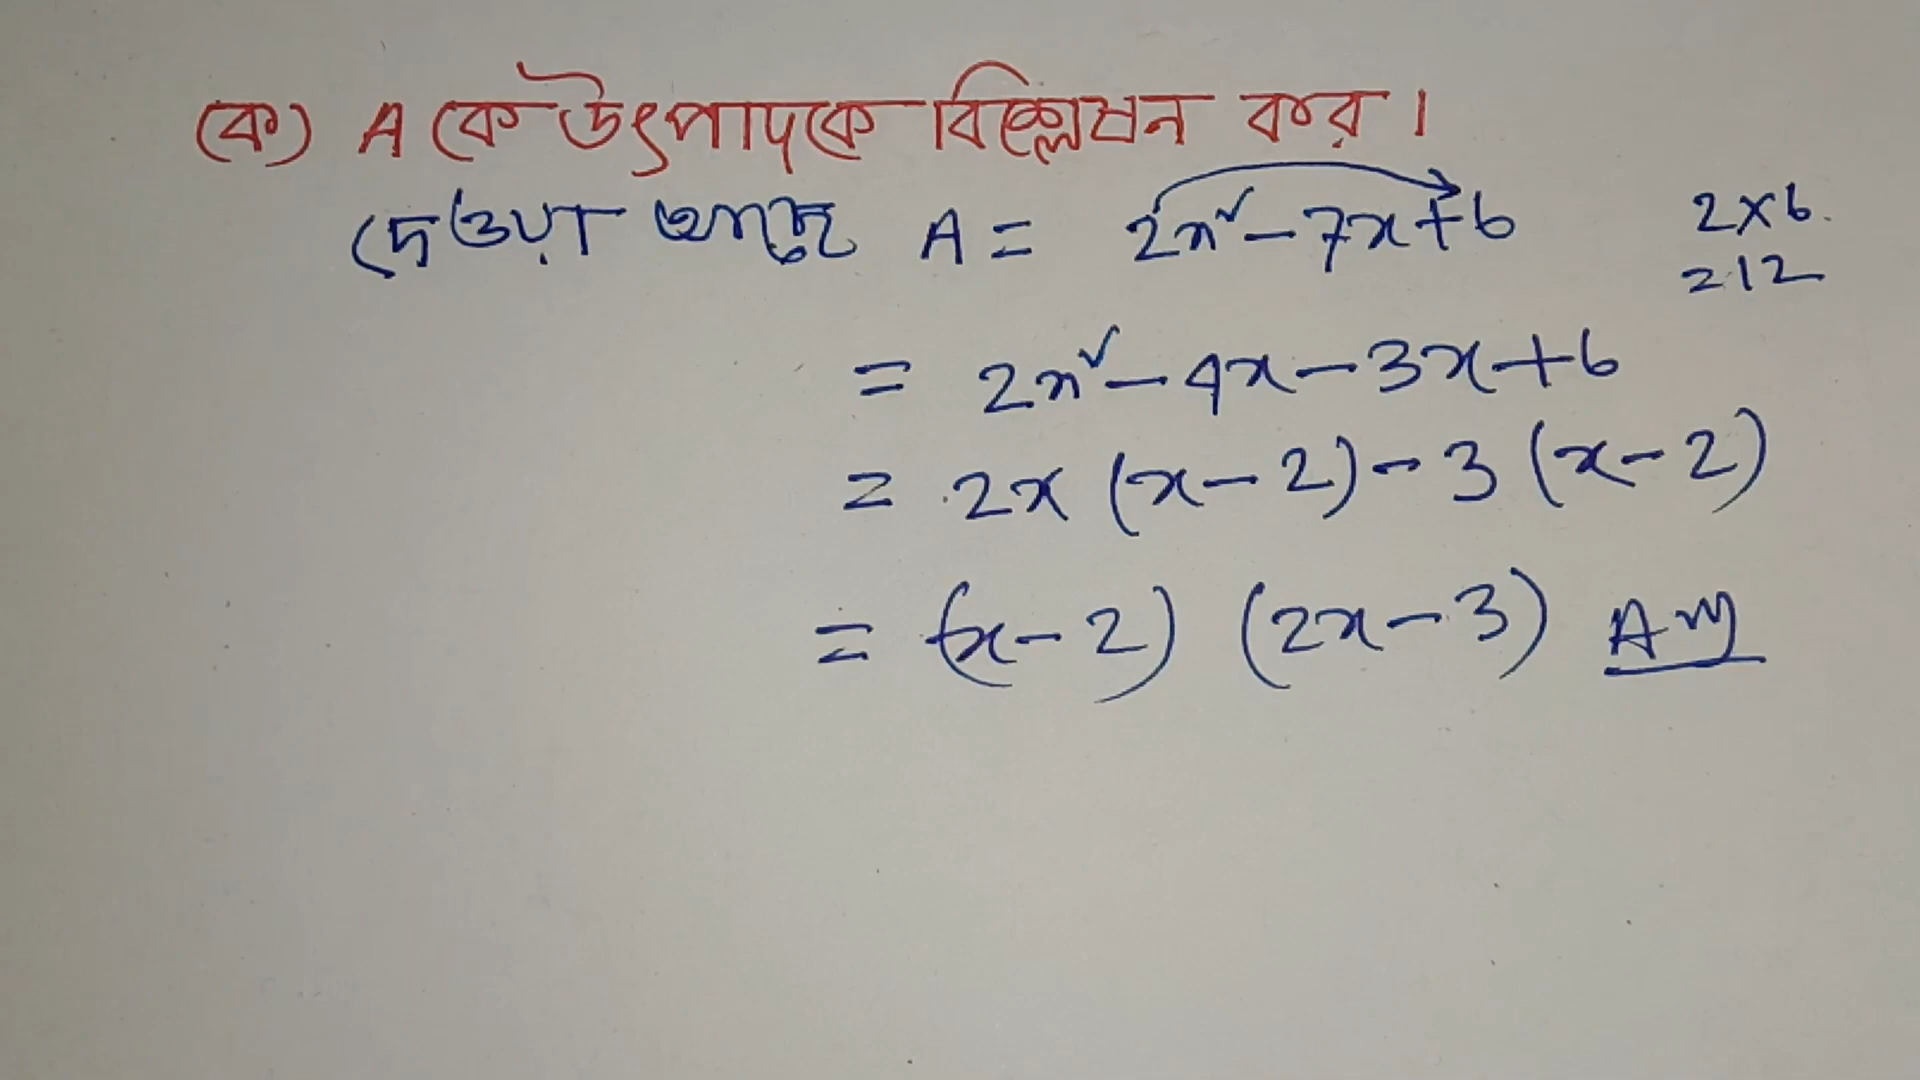 (ক) A কে উৎপাদকে বিশ্লেষন কর।
দেওয়া আছে A = 2x² - 7x + 6
2×6
=12
= 2x² - 4x - 3x + 6
= 2x (x - 2) - 3 (x - 2)
= (x - 2) (2x - 3) Ans